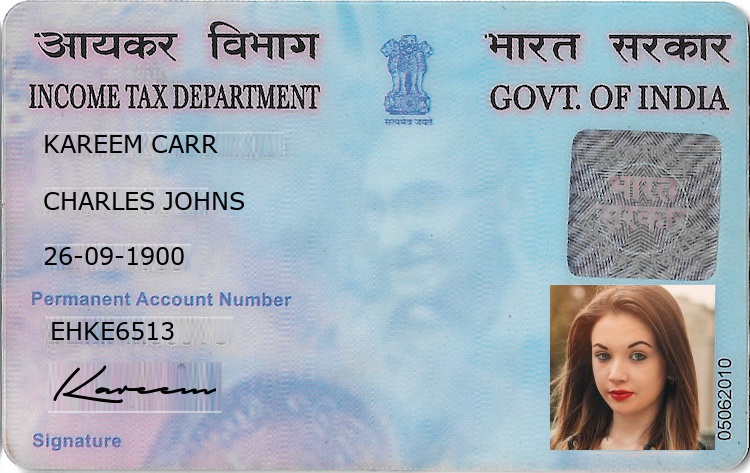 आयकर विभाग
भारत सरकार
INCOME TAX DEPARTMENT
GOVT. OF INDIA
सत्यमेव जयते
KAREEM CARR
CHARLES JOHNS
26-09-1900
भारत
सरकार
Permanent Account Number
EHKE6513
Kareem
Signature
05062010